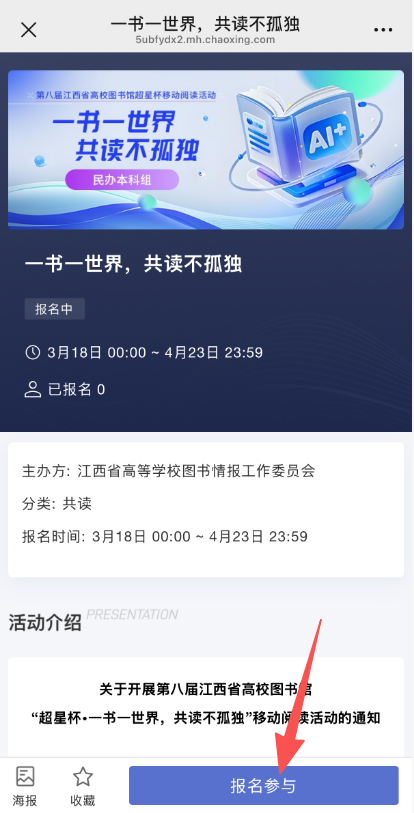 一书一世界，共读不孤独
5ubfydx2.mh.chaoxing.com
第八届江西省高校图书馆超星杯移动阅读活动
一书一世界
共读不孤独
民办本科组
AI+
一书一世界，共读不孤独
报名中
3月18日 00:00 ~ 4月23日 23:59
已报名 0
主办方: 江西省高等学校图书情报工作委员会
分类: 共读
报名时间: 3月18日 00:00 ~ 4月23日 23:59
活动介绍 PRESENTATION
关于开展第八届江西省高校图书馆
“超星杯•一书一世界，共读不孤独”移动阅读活动的通知
海报
收藏
报名参与